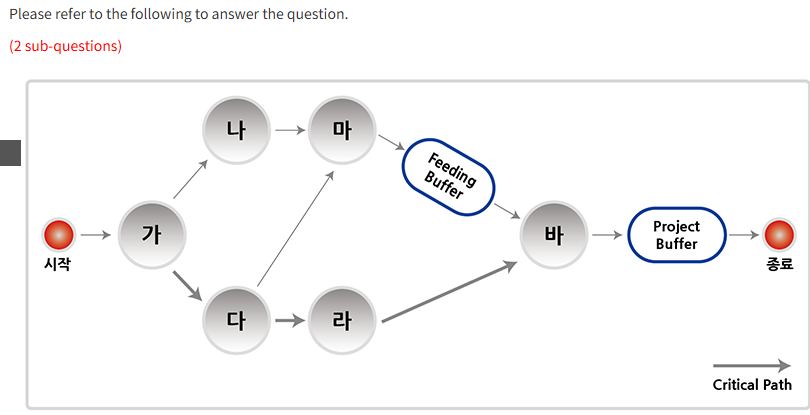 Please refer to the following to answer the question.
(2 sub-questions)
나
마
Feeding
Buffer
가
시작
바
Project
Buffer
종료
다
라
Critical Path